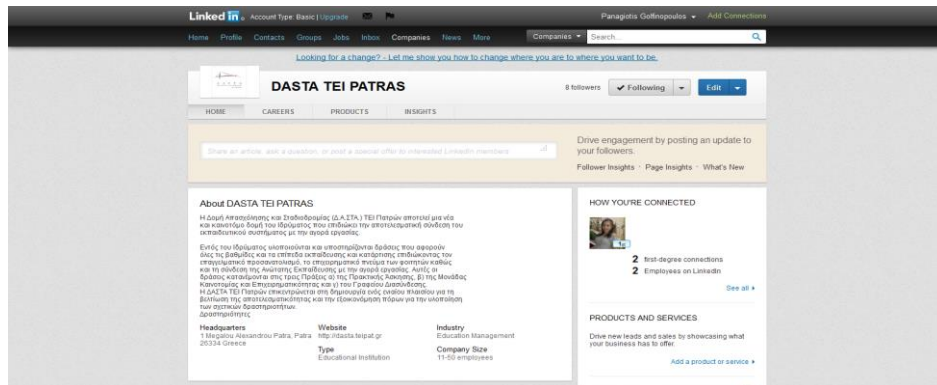 Linked in® Account Type: Basic | Upgrade
Panagiotis Golfinopoulos Add Connections
Home Profile Contacts Groups Jobs Inbox Companies News More
Companies Search...
Looking for a change? - Let me show you how to change where you are to where you want to be.
DASTA TEI PATRAS
8 followers Following Edit
HOME CAREERS PRODUCTS INSIGHTS
Share an article, ask a question, or post a special offer to interested LinkedIn members
Drive engagement by posting an update to
your followers.
Follower Insights · Page Insights · What's New
About DASTA TEI PATRAS
Η Δομή Απασχόλησης και Σταδιοδρομίας (Δ.Α.ΣΤΑ.) ΤΕΙ Πατρών αποτελεί μια νέα
και καινοτόμο δομή του Ιδρύματος που επιδιώκει την αποτελεσματική σύνδεση του
εκπαιδευτικού συστήματος με την αγορά εργασίας.
Εντός του Ιδρύματος υλοποιούνται και υποστηρίζονται δράσεις που αφορούν
όλες τις βαθμίδες και τα επίπεδα εκπαίδευσης και κατάρτισης επιδιώκοντας τον
επαγγελματικό προσανατολισμό, το επιχειρηματικό πνεύμα των φοιτητών καθώς
και τη σύνδεση της Ανώτατης Εκπαίδευσης με την αγορά εργασίας. Αυτές οι
δράσεις κατανέμονται στις τρεις Πράξεις α) της Πρακτικής Άσκησης, β) της Μονάδας
Καινοτομίας και Επιχειρηματικότητας και γ) του Γραφείου Διασύνδεσης.
Η ΔΑΣΤΑ ΤΕΙ Πατρών επικεντρώνεται στη δημιουργία ενός ενιαίου πλαισίου για τη
βελτίωση της αποτελεσματικότητας και την εξοικονόμηση πόρων για την υλοποίηση
των σχετικών δραστηριοτήτων.
Δραστηριότητες
Headquarters
1 Megalou Alexandrou Patra, Patra
26334 Greece
Website
http://dasta.teipat.gr
Industry
Education Management
Type
Educational Institution
Company Size
11-50 employees
HOW YOU'RE CONNECTED
2 first-degree connections
2 Employees on LinkedIn
See all
PRODUCTS AND SERVICES
Drive new leads and sales by showcasing what
your business has to offer.
Add a product or service